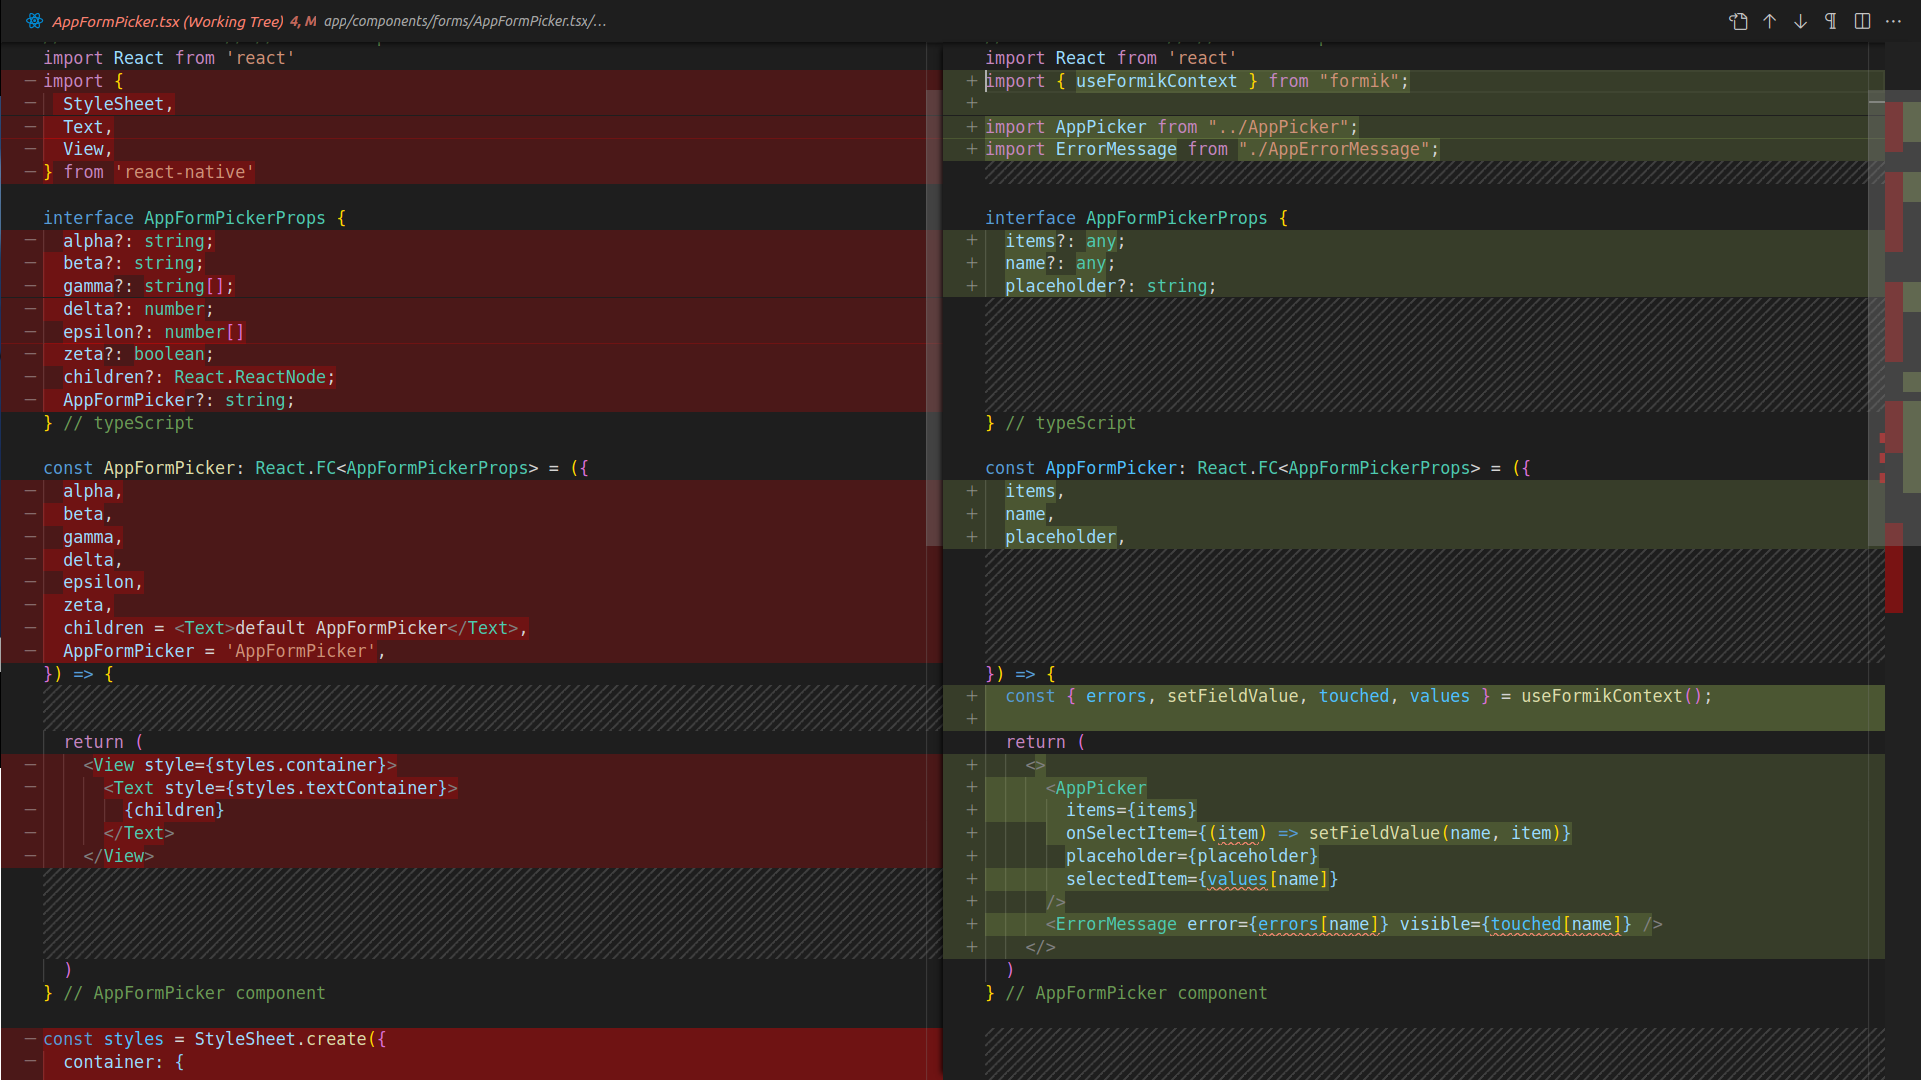 AppFormPicker.tsx (Working Tree) 4, M app/components/forms/AppFormPicker.tsx/...
import React from 'react'
import {
  StyleSheet,
  Text,
  View,
} from 'react-native'

interface AppFormPickerProps {
  alpha?: string;
  beta?: string;
  gamma?: string[];
  delta?: number;
  epsilon?: number[]
  zeta?: boolean;
  children?: React.ReactNode;
  AppFormPicker?: string;
} // typeScript

const AppFormPicker: React.FC<AppFormPickerProps> = ({
  alpha,
  beta,
  gamma,
  delta,
  epsilon,
  zeta,
  children = <Text>default AppFormPicker</Text>,
  AppFormPicker = 'AppFormPicker',
}) => {
  return (
    <View style={styles.container}>
      <Text style={styles.textContainer}>
        {children}
      </Text>
    </View>
  )
} // AppFormPicker component

const styles = StyleSheet.create({
  container: {
import React from 'react'
import { useFormikContext } from "formik";

import AppPicker from "../AppPicker";
import ErrorMessage from "./AppErrorMessage";

interface AppFormPickerProps {
  items?: any;
  name?: any;
  placeholder?: string;
} // typeScript

const AppFormPicker: React.FC<AppFormPickerProps> = ({
  items,
  name,
  placeholder,
}) => {
  const { errors, setFieldValue, touched, values } = useFormikContext();

  return (
    <>
      <AppPicker
        items={items}
        onSelectItem={(item) => setFieldValue(name, item)}
        placeholder={placeholder}
        selectedItem={values[name]}
      />
      <ErrorMessage error={errors[name]} visible={touched[name]} />
    </>
  )
} // AppFormPicker component